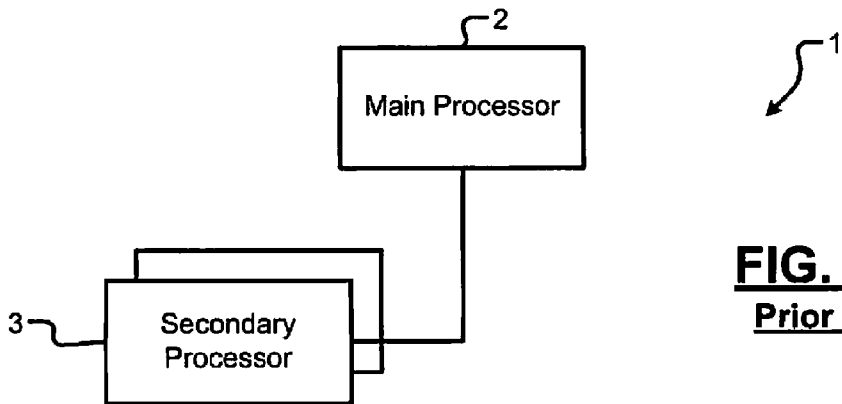 2
1
Main Processor
FIG.
Prior
3
Secondary
Processor